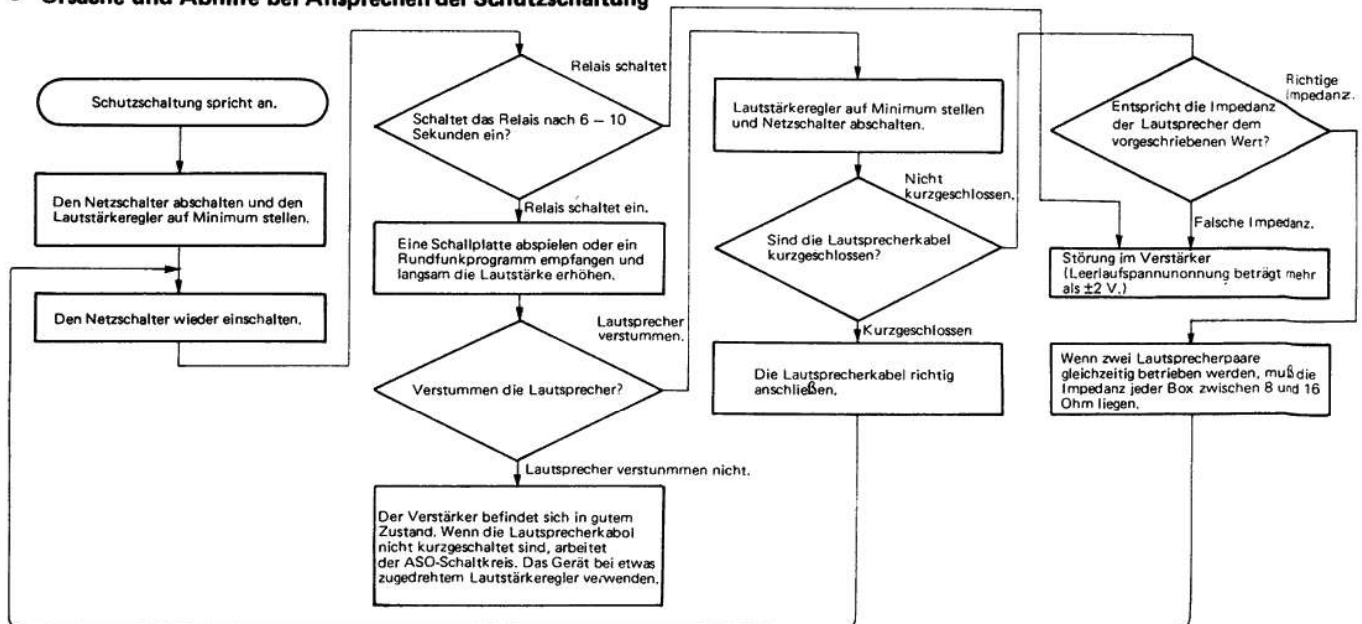 Ursache und Abhilfe bei Ansprechen der Schutzschaltung
Schutzschaltung spricht an.
Den Netzschalter abschalten und den
Lautstärkeregler auf Minimum stellen.
Den Netzschalter wieder einschalten.
Relais schaltet
Schaltet das Relais nach 6 – 10
Sekunden ein?
Relais schaltet ein.
Eine Schallplatte abspielen oder ein
Rundfunkprogramm empfangen und
langsam die Lautstärke erhöhen.
Lautsprecher
verstummen.
Verstummen die Lautsprecher?
Lautsprecher verstunmmen nicht.
Der Verstärker befindet sich in gutem
Zustand. Wenn die Lautsprecherkabol
nicht kurzgeschaltet sind, arbeitet
der ASO-Schaltkreis. Das Gerät bei etwas
zugedrehtem Lautstärkeregler verwenden.
Lautstärkeregler auf Minimum stellen
und Netzschalter abschalten.
Nicht
kurzgeschlossen.
Sind die Lautsprecherkabel
kurzgeschlossen?
Kurzgeschlossen
Die Lautsprecherkabel richtig
anschließen.
Richtige
Impedanz.
Entspricht die Impedanz
der Lautsprecher dem
vorgeschriebenen Wert?
Falsche Impedanz.
Störung im Verstärker
(Leerlaufspannunonnung beträgt mehr
als ±2 V.)
Wenn zwei Lautsprecherpaare
gleichzeitig betrieben werden, muß die
Impedanz jeder Box zwischen 8 und 16
Ohm liegen.